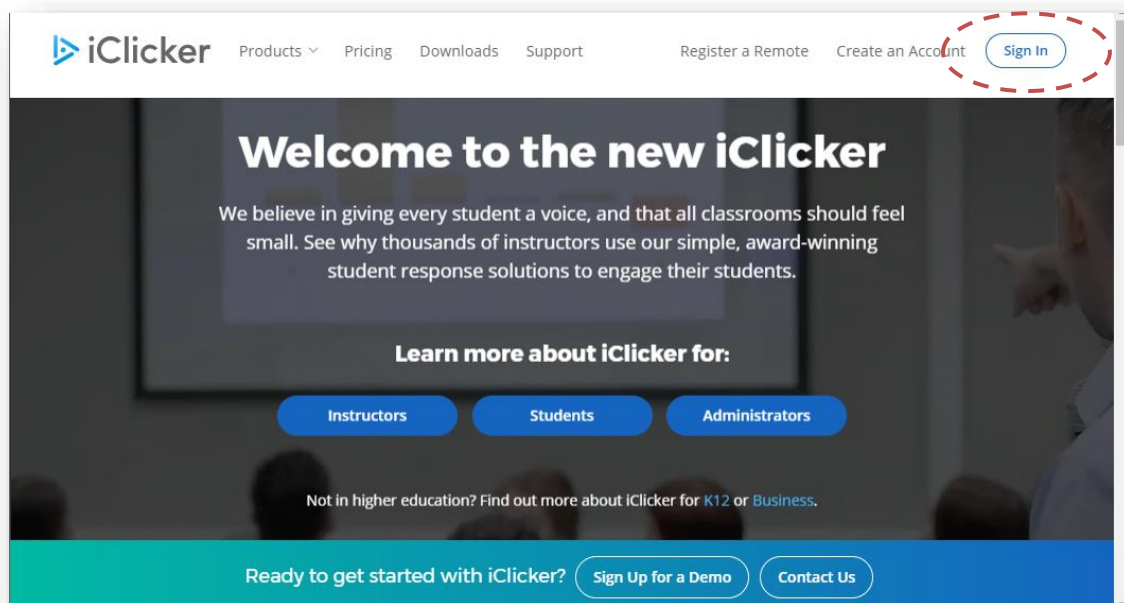 iClicker Products Pricing Downloads Support Register a Remote Create an Account Sign In
Welcome to the new iClicker
We believe in giving every student a voice, and that all classrooms should feel
small. See why thousands of instructors use our simple, award-winning
student response solutions to engage their students.
Learn more about iClicker for:
Instructors Students Administrators
Not in higher education? Find out more about iClicker for K12 or Business.
Ready to get started with iClicker? Sign Up for a Demo Contact Us